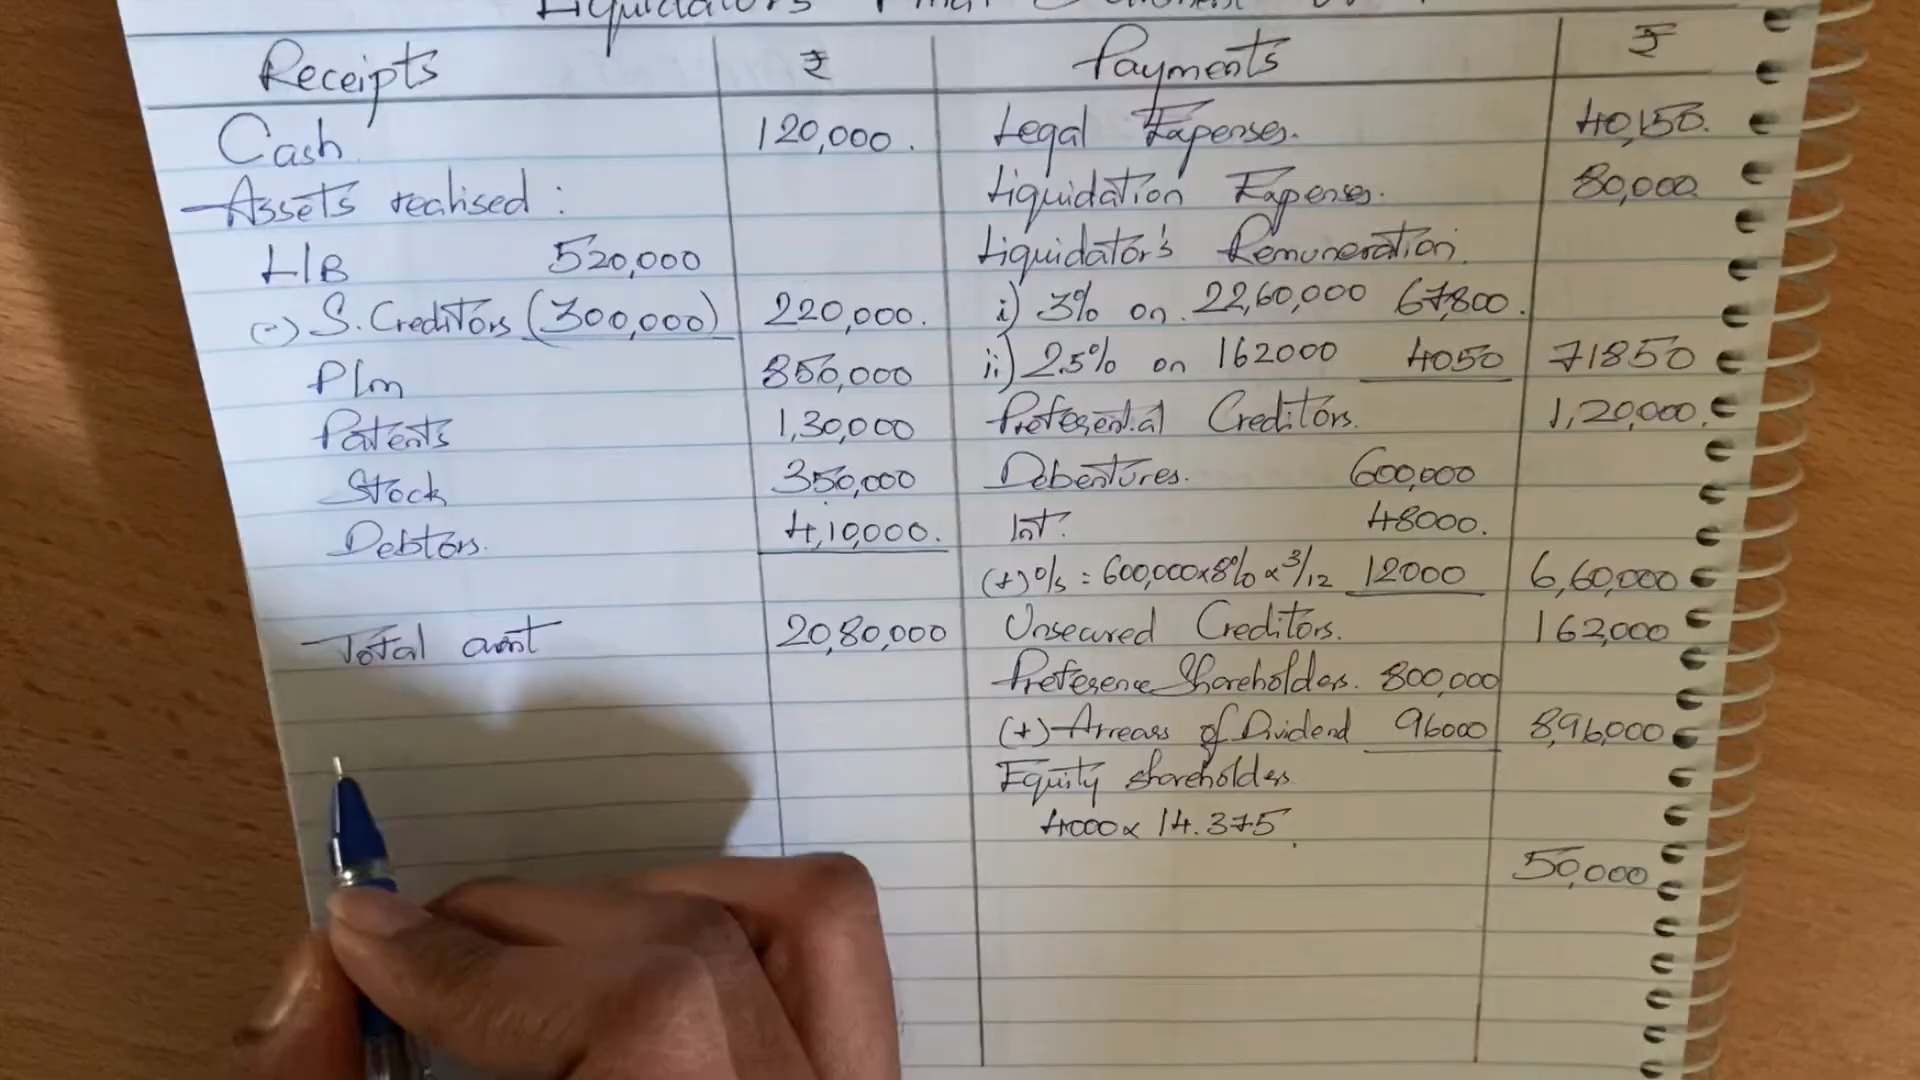 Receipts ₹ Payments ₹
Cash 120,000. Legal Expenses. 40,150.
Assets realised : Liquidation Expenses. 80,000
L/B 520,000 Liquidator's Remuneration.
(-) S. Creditors (300,000) 220,000. i) 3% on 22,60,000 67,800.
P/m 850,000 ii) 2.5% on 162000 4050 71850
Patents 1,30,000 Preferential Creditors. 1,20,000.
Stock 350,000 Debentures. 600,000
Debtors. 4,10,000. Int. 48000.
(+) o/s = 600,000x8%x3/12 12000 6,60,000
Total amt 20,80,000 Unsecured Creditors. 162,000
Preference Shareholders. 800,000
(+) Arrears of Dividend 96000 8,96,000
Equity shareholders
4000x 14.375
50,000